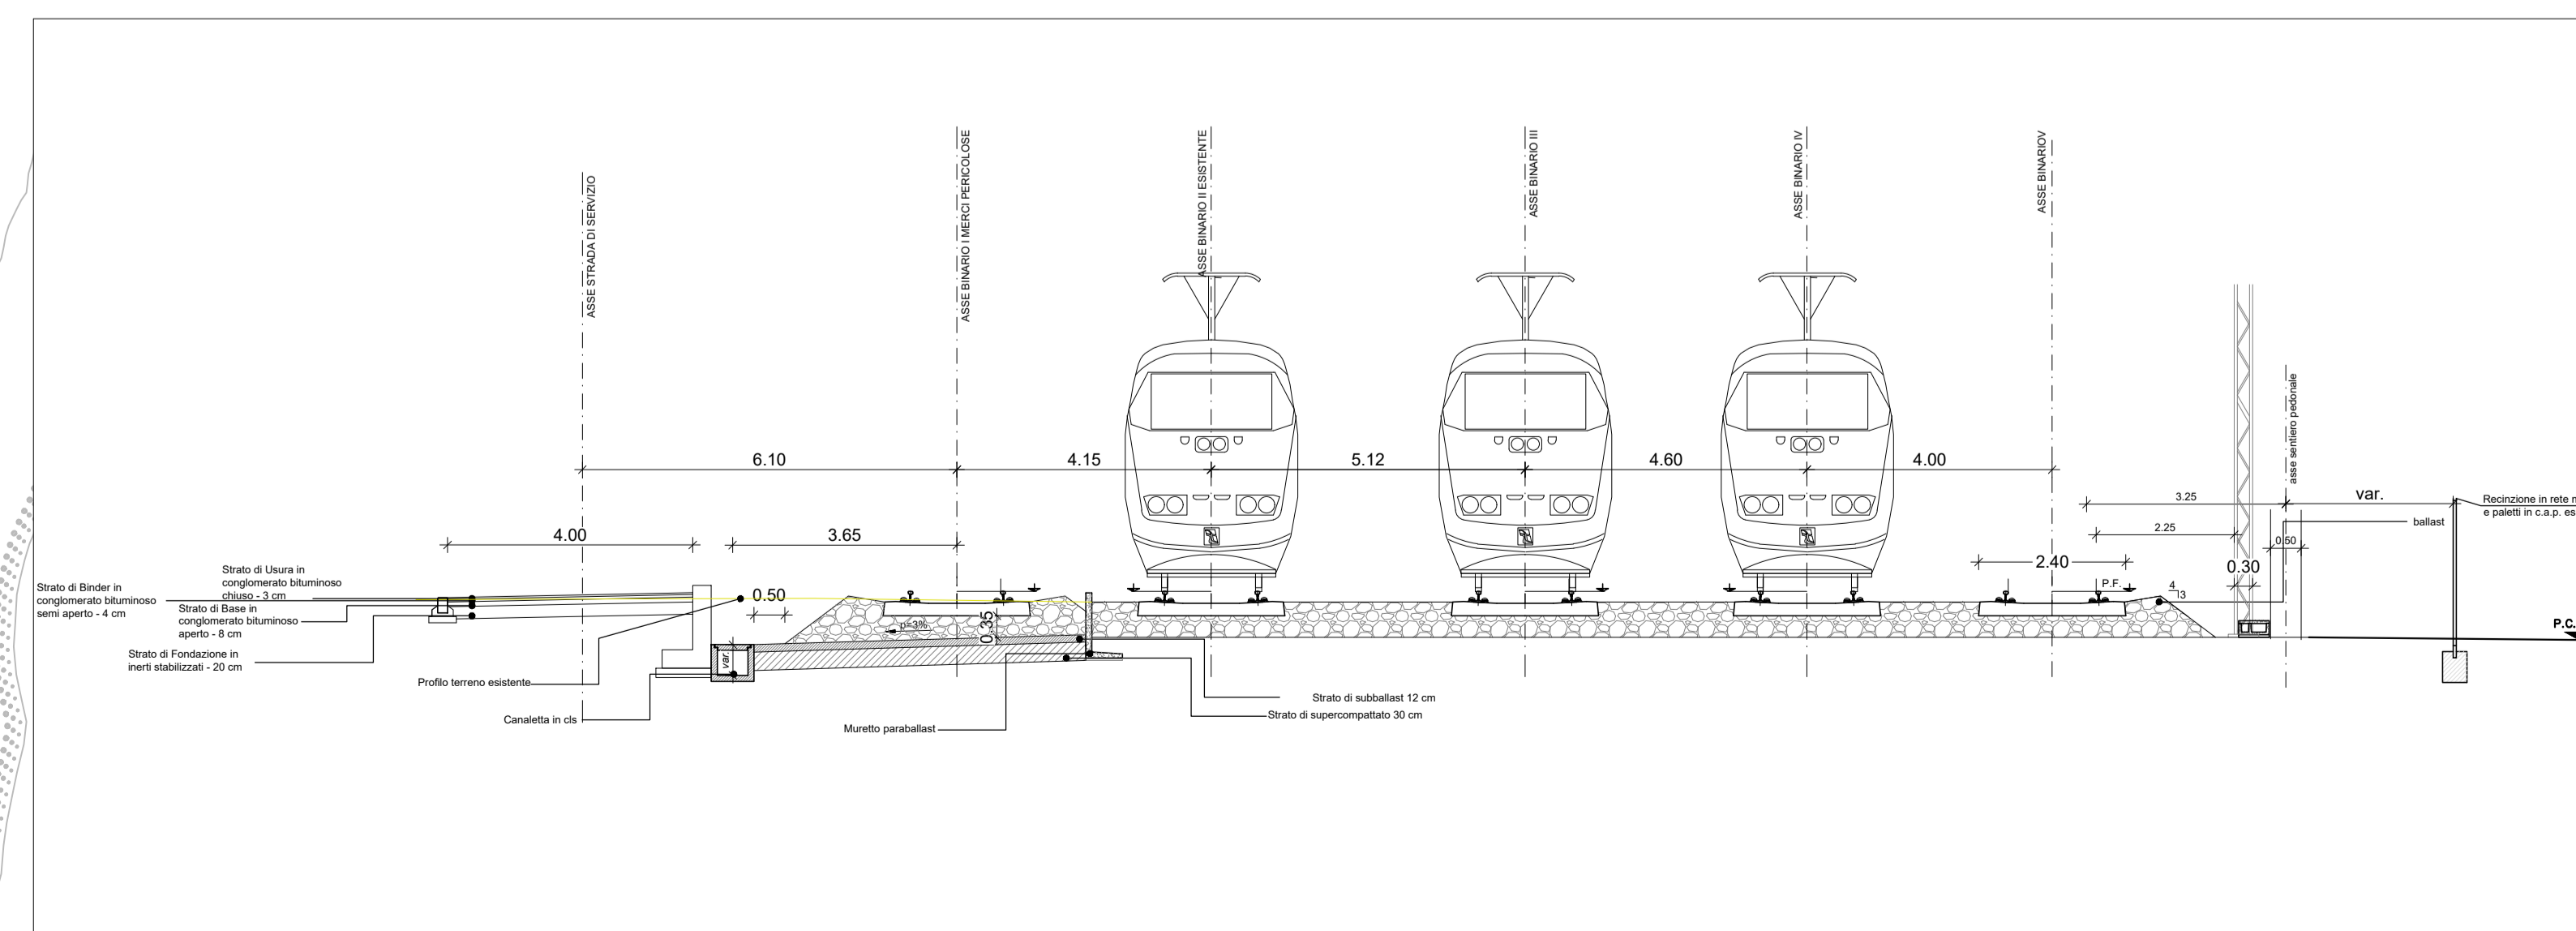 ASSE STRADA DI SERVIZIO
ASSE BINARIO I MERCI PERICOLOSE
ASSE BINARIO II ESISTENTE
ASSE BINARIO III
ASSE BINARIO IV
ASSE BINARIOV
asse sentiero pedonale
6.10
4.15
5.12
4.60
4.00
3.25
var.
Recinzione in rete m
e paletti in c.a.p. es
ballast
2.25
0.50
4.00
3.65
2.40
0.30
Strato di Usura in
conglomerato bituminoso
chiuso - 3 cm
Strato di Binder in
conglomerato bituminoso
semi aperto - 4 cm
Strato di Base in
conglomerato bituminoso
aperto - 8 cm
Strato di Fondazione in
inerti stabilizzati - 20 cm
0.50
p=3%
0.35
P.F.
4
3
P.C.
var.
Profilo terreno esistente
Canaletta in cls
Muretto paraballast
Strato di subballast 12 cm
Strato di supercompattato 30 cm